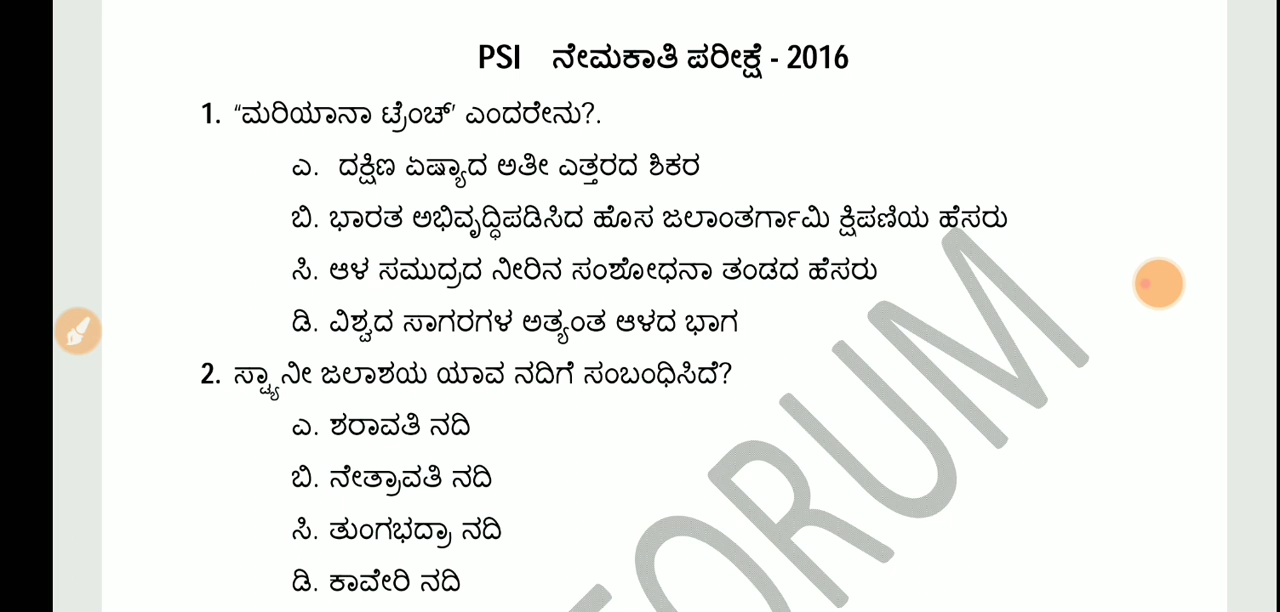 PSI ನೇಮಕಾತಿ ಪರೀಕ್ಷೆ - 2016
1. “ಮರಿಯಾನಾ ಟ್ರೆಂಚ್’ ಎಂದರೇನು?.
ಎ. ದಕ್ಷಿಣ ಏಷ್ಯಾದ ಅತೀ ಎತ್ತರದ ಶಿಕರ
ಬಿ. ಭಾರತ ಅಭಿವೃದ್ಧಿಪಡಿಸಿದ ಹೊಸ ಜಲಾಂತರ್ಗಾಮಿ ಕ್ಷಿಪಣಿಯ ಹೆಸರು
ಸಿ. ಆಳ ಸಮುದ್ರದ ನೀರಿನ ಸಂಶೋಧನಾ ತಂಡದ ಹೆಸರು
ಡಿ. ವಿಶ್ವದ ಸಾಗರಗಳ ಅತ್ಯಂತ ಆಳದ ಭಾಗ
2. ಸ್ಟ್ಯಾನೀ ಜಲಾಶಯ ಯಾವ ನದಿಗೆ ಸಂಬಂಧಿಸಿದೆ?
ಎ. ಶರಾವತಿ ನದಿ
ಬಿ. ನೇತ್ರಾವತಿ ನದಿ
ಸಿ. ತುಂಗಭದ್ರಾ ನದಿ
ಡಿ. ಕಾವೇರಿ ನದಿ
FORUM